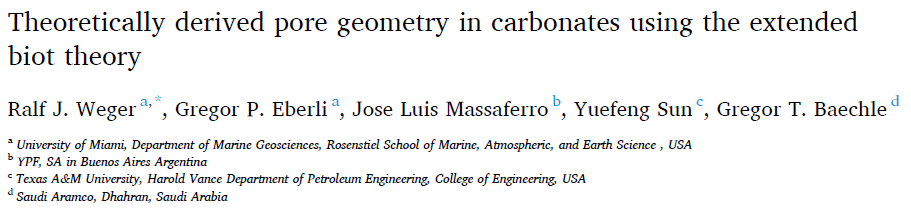 Theoretically derived pore geometry in carbonates using the extended
biot theory
Ralf J. Weger a,*, Gregor P. Eberli a, Jose Luis Massaferro b, Yuefeng Sun c, Gregor T. Baechle d
a University of Miami, Department of Marine Geosciences, Rosenstiel School of Marine, Atmospheric, and Earth Science , USA
b YPF, SA in Buenos Aires Argentina
c Texas A&M University, Harold Vance Department of Petroleum Engineering, College of Engineering, USA
d Saudi Aramco, Dhahran, Saudi Arabia